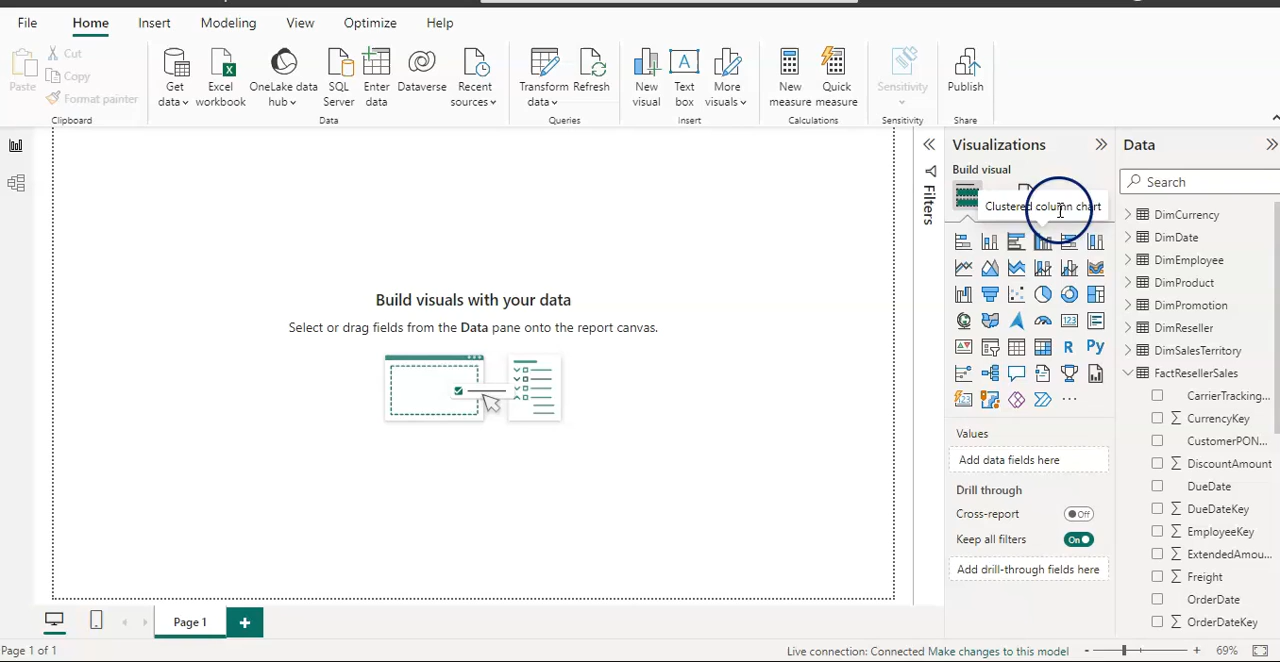 File Home Insert Modeling View Optimize Help
Paste
Cut
Copy
Format painter
Clipboard
Get data
Excel workbook
OneLake data hub
SQL Server
Enter data
Dataverse
Recent sources
Data
Transform data
Refresh
Queries
New visual
Text box
More visuals
Insert
New measure
Quick measure
Calculations
Sensitivity
Sensitivity
Publish
Share
Build visuals with your data
Select or drag fields from the Data pane onto the report canvas.
Filters
Visualizations
Build visual
Clustered column chart
R
Py
123
Values
Add data fields here
Drill through
Cross-report Off
Keep all filters On
Add drill-through fields here
Data
Search
DimCurrency
DimDate
DimEmployee
DimProduct
DimPromotion
DimReseller
DimSalesTerritory
FactResellerSales
CarrierTracking...
CurrencyKey
CustomerPON...
DiscountAmount
DueDate
DueDateKey
EmployeeKey
ExtendedAmou...
Freight
OrderDate
OrderDateKey
Page 1
Page 1 of 1
Live connection: Connected Make changes to this model
- + 69%